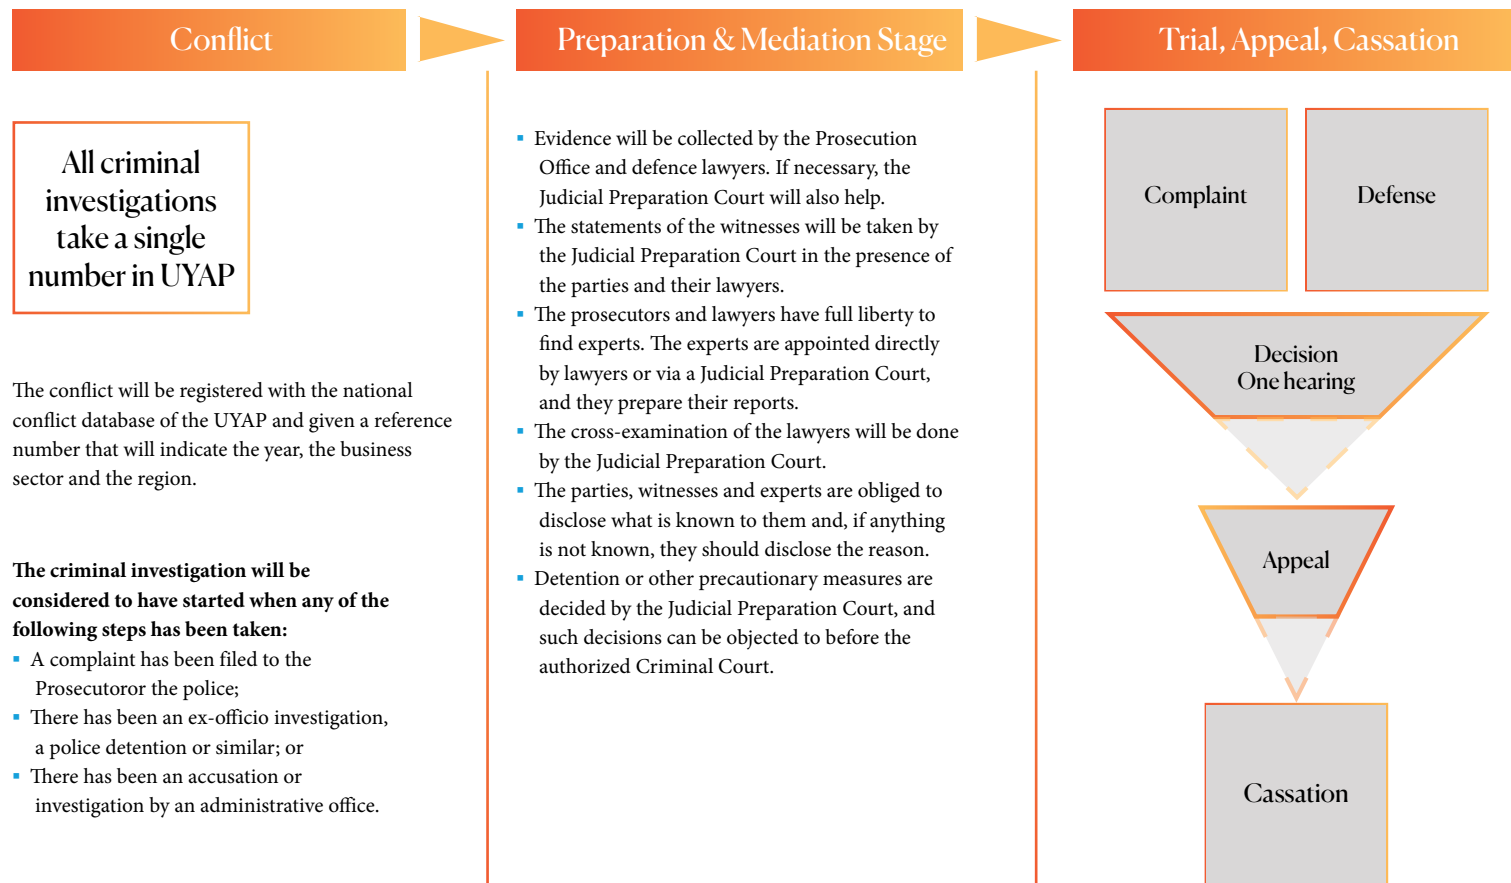 Conflict
All criminal
investigations
take a single
number in UYAP
The conflict will be registered with the national
conflict database of the UYAP and given a reference
number that will indicate the year, the business
sector and the region.
The criminal investigation will be
considered to have started when any of the
following steps has been taken:
▪ A complaint has been filed to the
Prosecutoror the police;
▪ There has been an ex-officio investigation,
a police detention or similar; or
▪ There has been an accusation or
investigation by an administrative office.
Preparation & Mediation Stage
▪ Evidence will be collected by the Prosecution
Office and defence lawyers. If necessary, the
Judicial Preparation Court will also help.
▪ The statements of the witnesses will be taken by
the Judicial Preparation Court in the presence of
the parties and their lawyers.
▪ The prosecutors and lawyers have full liberty to
find experts. The experts are appointed directly
by lawyers or via a Judicial Preparation Court,
and they prepare their reports.
▪ The cross-examination of the lawyers will be done
by the Judicial Preparation Court.
▪ The parties, witnesses and experts are obliged to
disclose what is known to them and, if anything
is not known, they should disclose the reason.
▪ Detention or other precautionary measures are
decided by the Judicial Preparation Court, and
such decisions can be objected to before the
authorized Criminal Court.
Trial, Appeal, Cassation
Complaint
Defense
Decision
One hearing
Appeal
Cassation